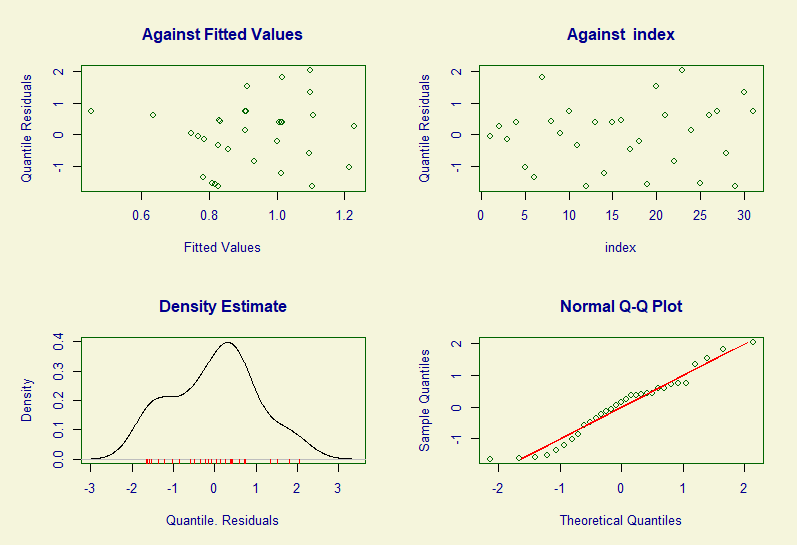 Against Fitted Values
Quantile Residuals
-1 0 1 2
0.6 0.8 1.0 1.2
Fitted Values
Against index
Quantile Residuals
-1 0 1 2
0 5 10 15 20 25 30
index
Density Estimate
Density
0.0 0.1 0.2 0.3 0.4
-3 -2 -1 0 1 2 3
Quantile. Residuals
Normal Q-Q Plot
Sample Quantiles
-1 0 1 2
-2 -1 0 1 2
Theoretical Quantiles